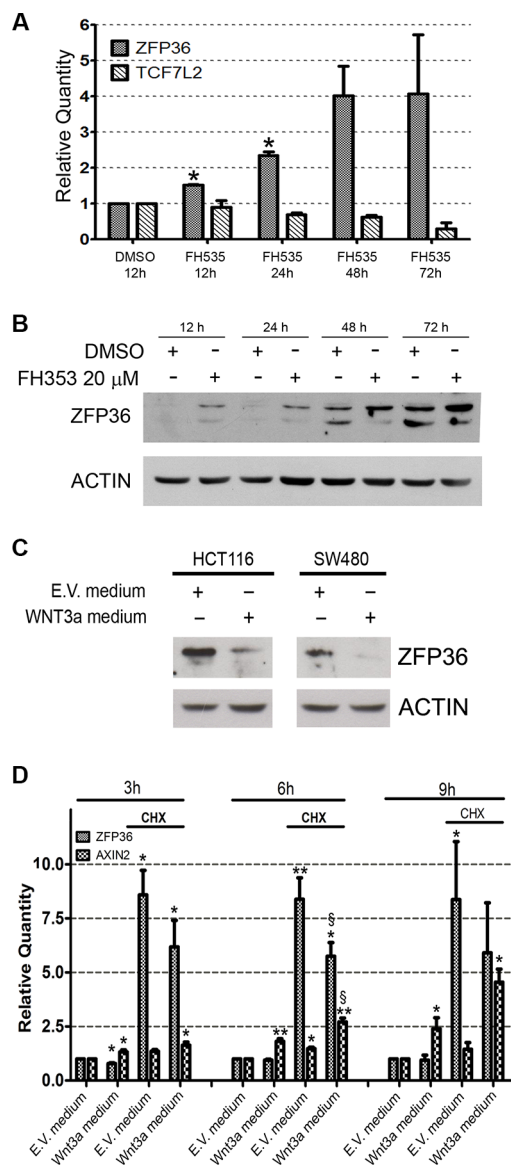 A
ZFP36
TCF7L2
Relative Quantity
6
5
4
3
2
1
0
* *
DMSO 12h
FH535 12h
FH535 24h
FH535 48h
FH535 72h
B
12 h 24 h 48 h 72 h
DMSO + - + - + - + -
FH353 20 μM - + - + - + - +
ZFP36
ACTIN
C
HCT116 SW480
E.V. medium + - + -
WNT3a medium - + - +
ZFP36
ACTIN
D
3h 6h 9h
CHX CHX CHX
ZFP36
AXIN2
Relative Quantity
10.0
7.5
5.0
2.5
0.0
* * * * *
** ** * § * § **
* * *
E.V. medium
Wnt3a medium
E.V. medium
Wnt3a medium
E.V. medium
Wnt3a medium
E.V. medium
Wnt3a medium
E.V. medium
Wnt3a medium
E.V. medium
Wnt3a medium